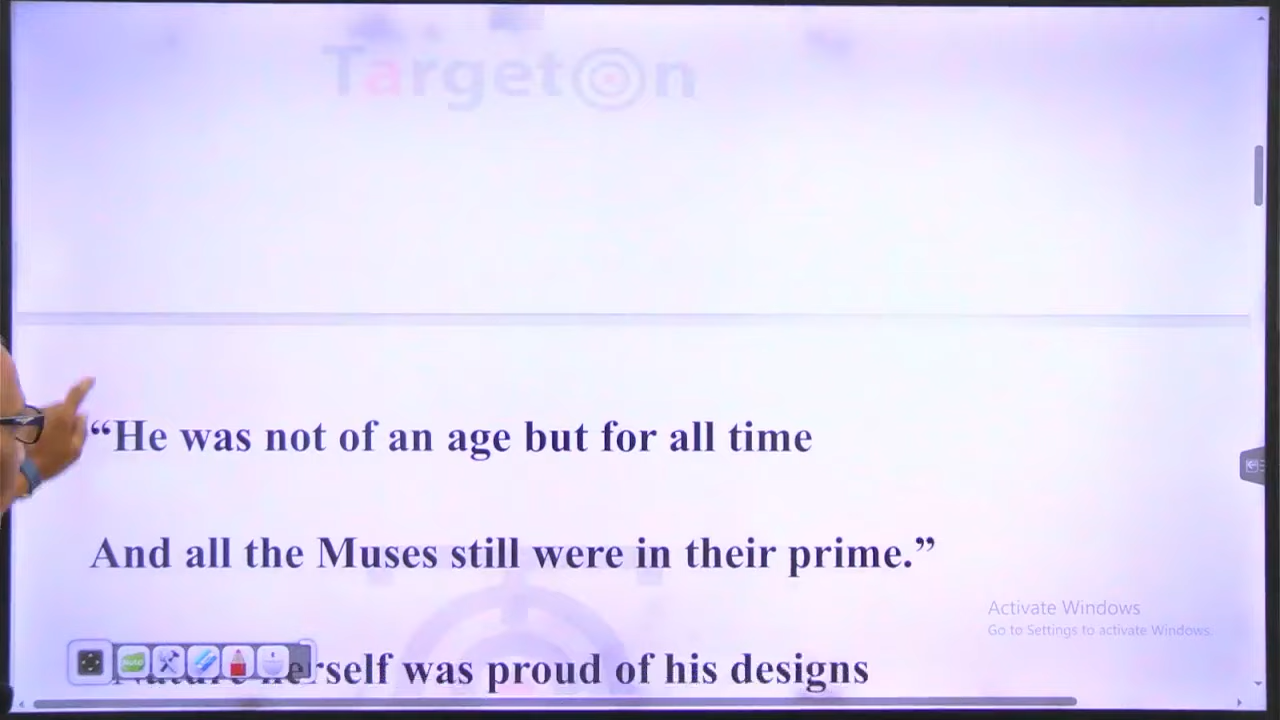 TargetOn
“He was not of an age but for all time
And all the Muses still were in their prime.”
Activate Windows
Go to Settings to activate Windows.
Auto
Nature herself was proud of his designs